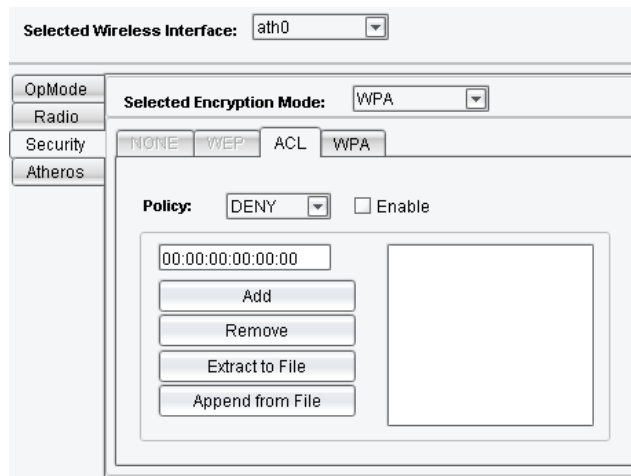 Selected Wireless Interface: ath0
OpMode
Radio
Security
Atheros
Selected Encryption Mode: WPA
NONE WEP ACL WPA
Policy: DENY Enable
00:00:00:00:00:00
Add
Remove
Extract to File
Append from File